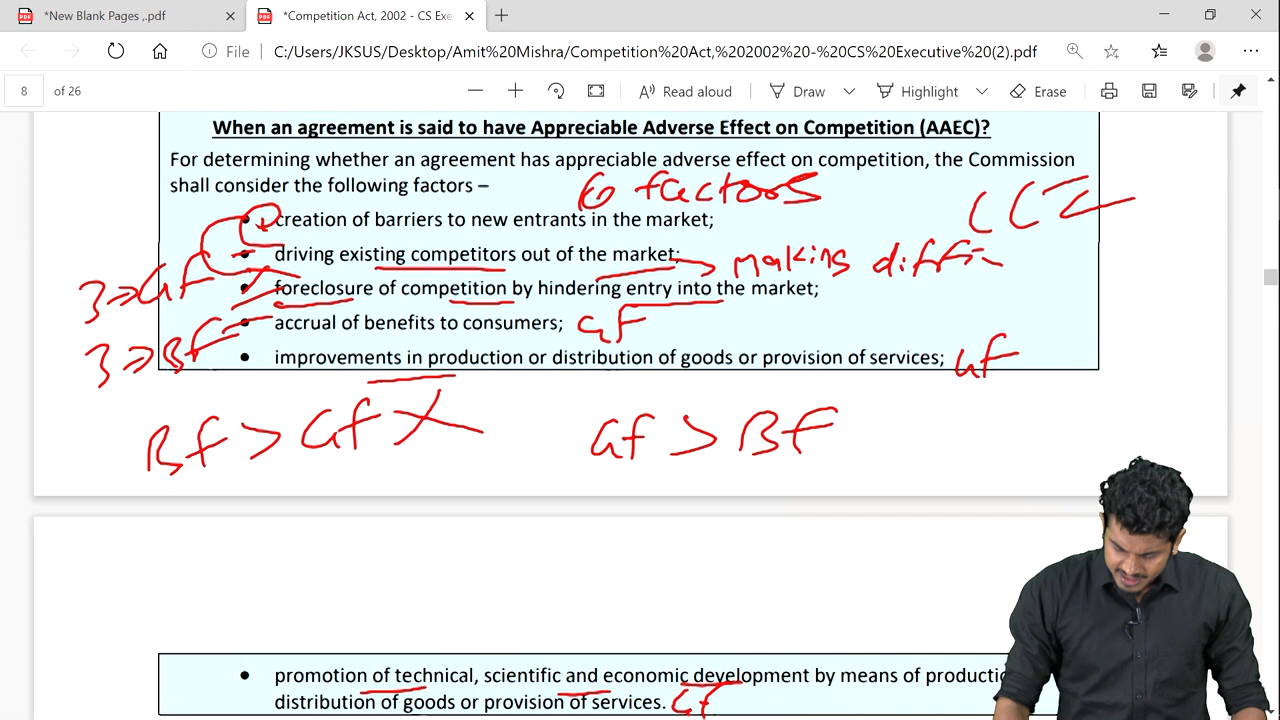 *New Blank Pages ,.pdf
*Competition Act, 2002 - CS Exe
File
C:/Users/JKSUS/Desktop/Amit%20Mishra/Competition%20Act,%202002%20-%20CS%20Executive%20(2).pdf
8 of 26
Read aloud
Draw
Highlight
Erase
When an agreement is said to have Appreciable Adverse Effect on Competition (AAEC)?
For determining whether an agreement has appreciable adverse effect on competition, the Commission
shall consider the following factors –
6 factors
CCI
• creation of barriers to new entrants in the market;
• driving existing competitors out of the market;
making diffi
• foreclosure of competition by hindering entry into the market;
3 => GF
• accrual of benefits to consumers; GF
3 => BF
• improvements in production or distribution of goods or provision of services; GF
BF > GF X
GF > BF
• promotion of technical, scientific and economic development by means of producti
distribution of goods or provision of services. GF